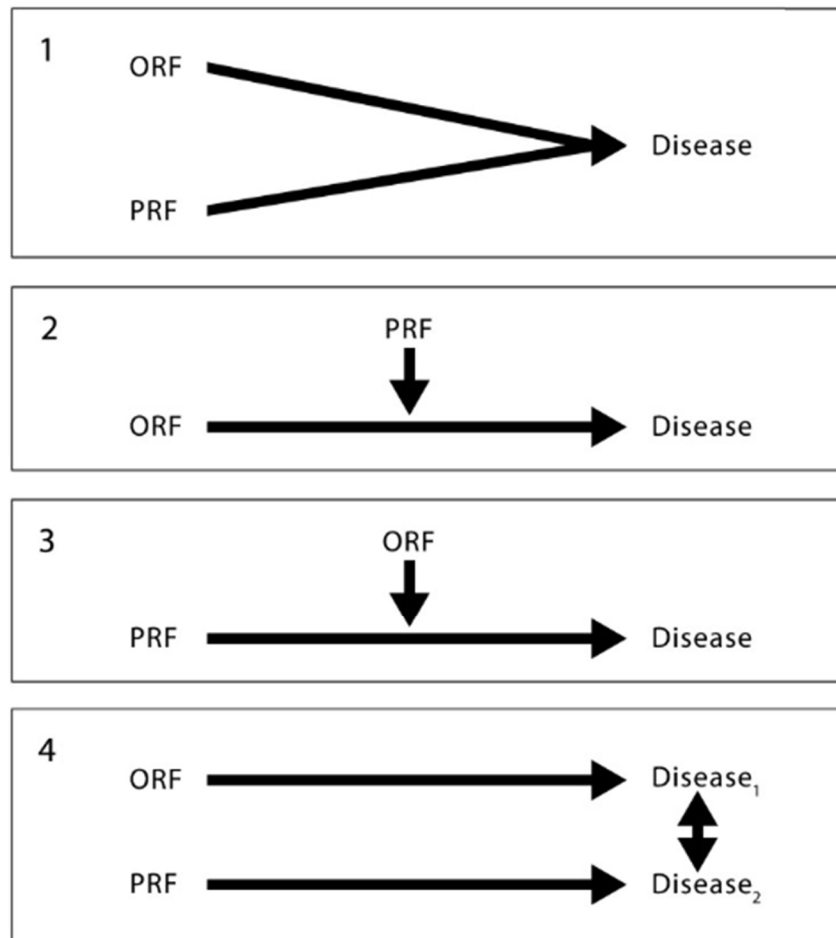 1
ORF
Disease
PRF
2
PRF
ORF Disease
3
ORF
PRF Disease
4
ORF Disease₁
PRF Disease₂